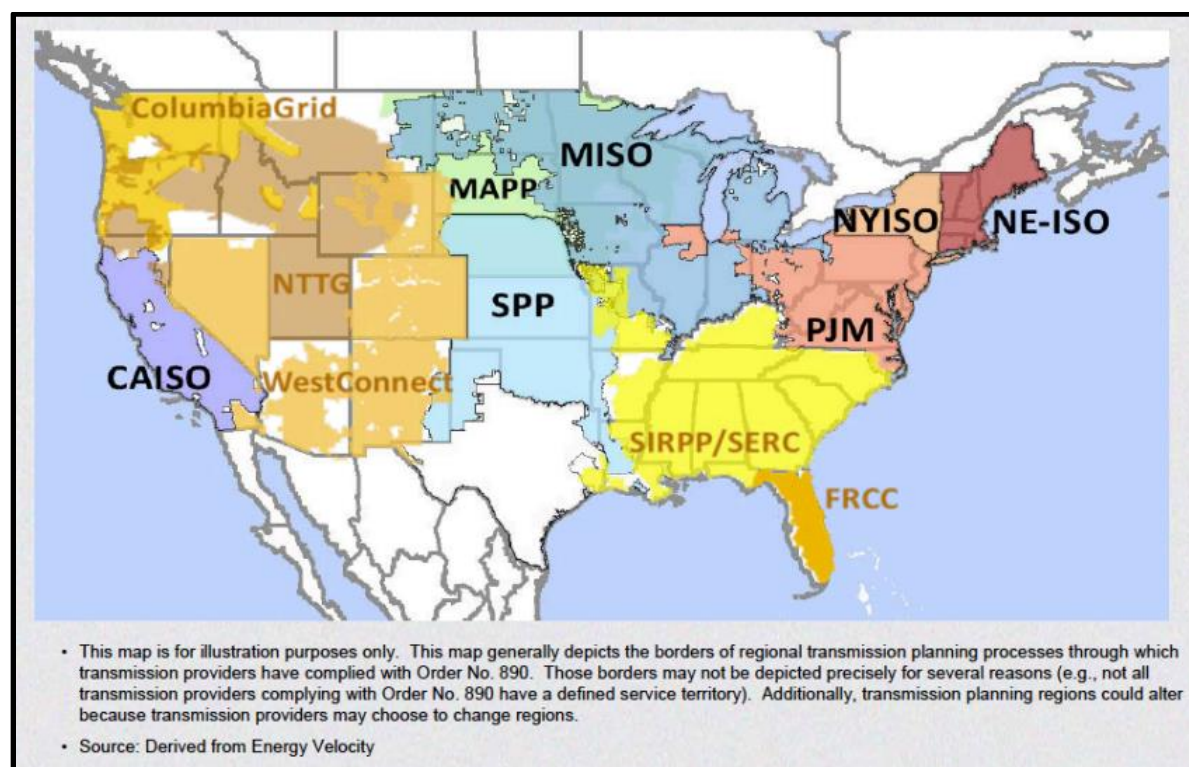 ColumbiaGrid
MISO
MAPP
NYISO
NE-ISO
NTTG
SPP
PJM
CAISO
WestConnect
SIRPP/SERC
FRCC
• This map is for illustration purposes only. This map generally depicts the borders of regional transmission planning processes through which
transmission providers have complied with Order No. 890. Those borders may not be depicted precisely for several reasons (e.g., not all
transmission providers complying with Order No. 890 have a defined service territory). Additionally, transmission planning regions could alter
because transmission providers may choose to change regions.
• Source: Derived from Energy Velocity